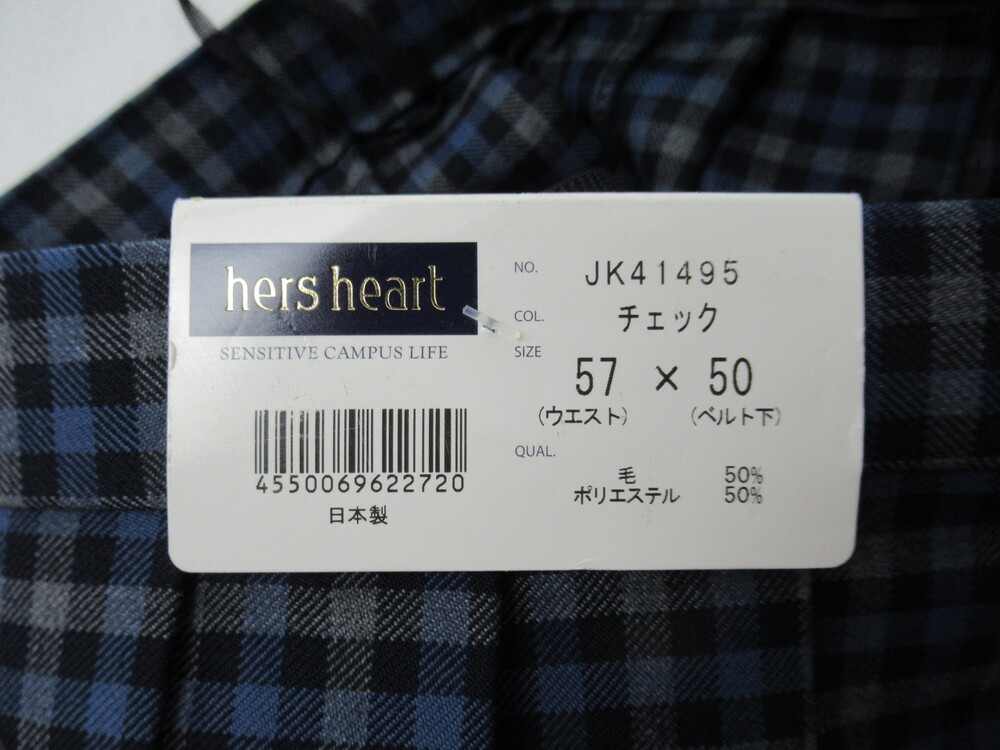 hers heart
SENSITIVE CAMPUS LIFE
4550069622720
日本製
NO. JK41495
COL. チェック
SIZE 57 × 50
(ウエスト) (ベルト下)
QUAL.
毛 50%
ポリエステル 50%